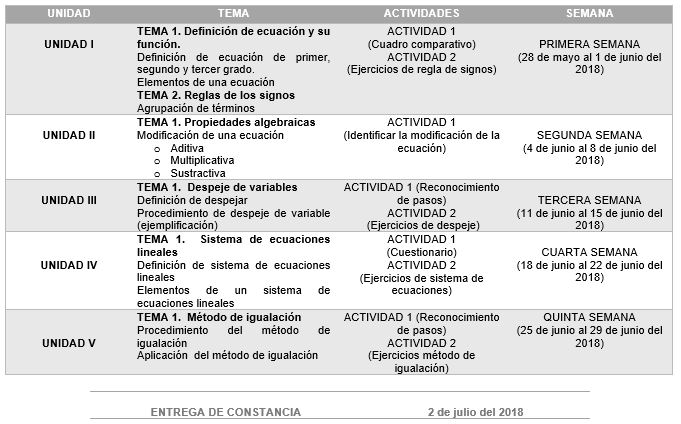 UNIDAD TEMA ACTIVIDADES SEMANA
UNIDAD I
TEMA 1. Definición de ecuación y su
función.
Definición de ecuación de primer,
segundo y tercer grado.
Elementos de una ecuación
TEMA 2. Reglas de los signos
Agrupación de términos
ACTIVIDAD 1
(Cuadro comparativo)
ACTIVIDAD 2
(Ejercicios de regla de signos)
PRIMERA SEMANA
(28 de mayo al 1 de junio del
2018)
UNIDAD II
TEMA 1. Propiedades algebraicas
Modificación de una ecuación
o Aditiva
o Multiplicativa
o Sustractiva
ACTIVIDAD 1
(Identificar la modificación de la
ecuación)
SEGUNDA SEMANA
(4 de junio al 8 de junio del
2018)
UNIDAD III
TEMA 1. Despeje de variables
Definición de despejar
Procedimiento de despeje de variable
(ejemplificación)
ACTIVIDAD 1 (Reconocimiento
de pasos)
ACTIVIDAD 2
(Ejercicios de despeje)
TERCERA SEMANA
(11 de junio al 15 de junio del
2018)
UNIDAD IV
TEMA 1. Sistema de ecuaciones
lineales
Definición de sistema de ecuaciones
lineales
Elementos de un sistema de
ecuaciones lineales
ACTIVIDAD 1
(Cuestionario)
ACTIVIDAD 2
(Ejercicios de sistema de
ecuaciones)
CUARTA SEMANA
(18 de junio al 22 de junio del
2018)
UNIDAD V
TEMA 1. Método de igualación
Procedimiento del método de
igualación
Aplicación del método de igualación
ACTIVIDAD 1 (Reconocimiento
de pasos)
ACTIVIDAD 2
(Ejercicios método de
igualación)
QUINTA SEMANA
(25 de junio al 29 de junio del
2018)
ENTREGA DE CONSTANCIA 2 de julio del 2018